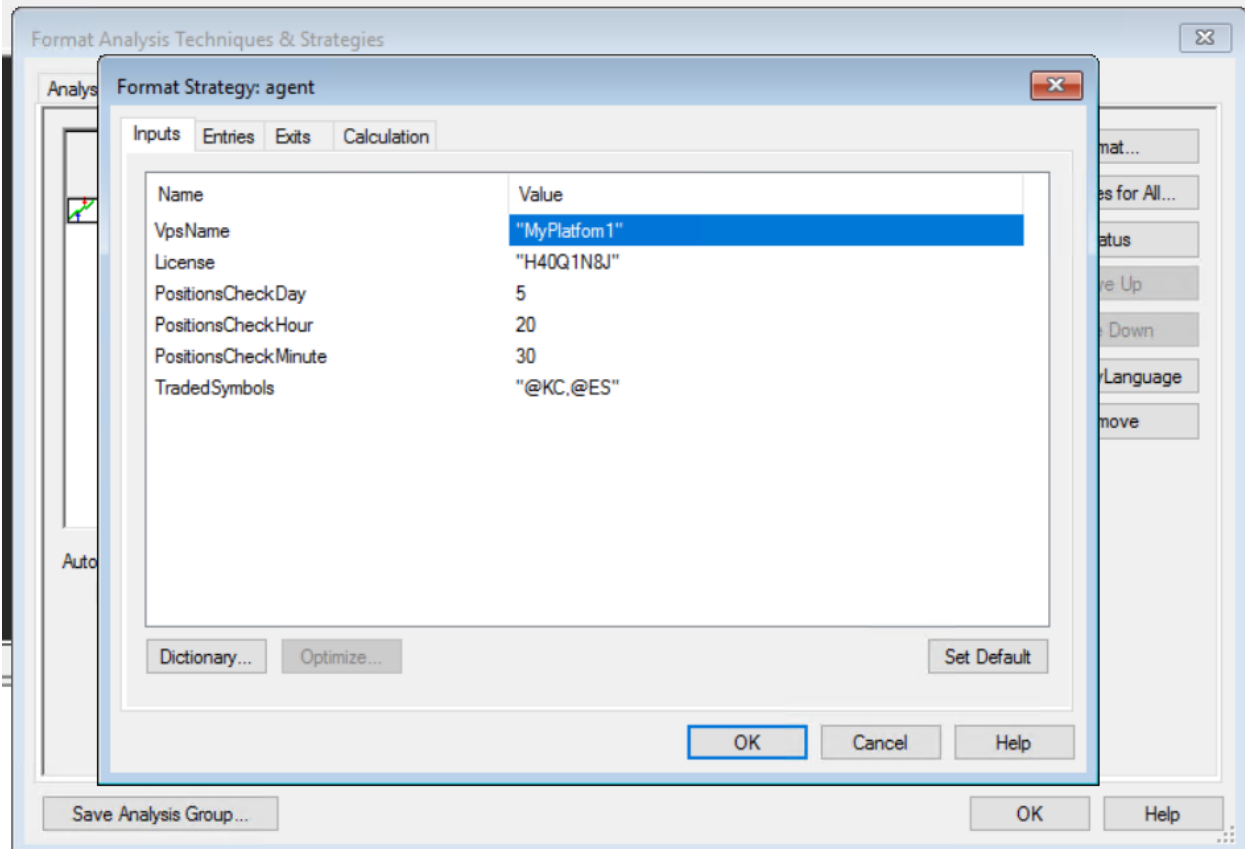 Format Analysis Techniques & Strategies
Analys
Format Strategy: agent
Inputs Entries Exits Calculation
Name Value
VpsName "MyPlatfom1"
License "H40Q1N8J"
PositionsCheckDay 5
PositionsCheckHour 20
PositionsCheckMinute 30
TradedSymbols "@KC,@ES"
Dictionary... Optimize... Set Default
OK Cancel Help
mat...
es for All...
atus
ve Up
e Down
yLanguage
move
Auto
Save Analysis Group... OK Help